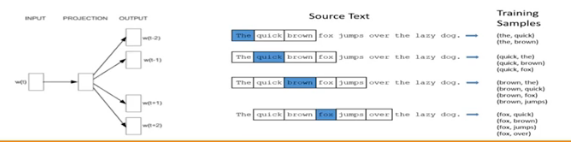 INPUT PROJECTION OUTPUT
w(t)
w(t-2)
w(t-1)
w(t+1)
w(t+2)
Source Text
Training
Samples
The quick brown fox jumps over the lazy dog.
(the, quick)
(the, brown)
The quick brown fox jumps over the lazy dog.
(quick, the)
(quick, brown)
(quick, fox)
The quick brown fox jumps over the lazy dog.
(brown, the)
(brown, quick)
(brown, fox)
(brown, jumps)
The quick brown fox jumps over the lazy dog.
(fox, quick)
(fox, brown)
(fox, jumps)
(fox, over)